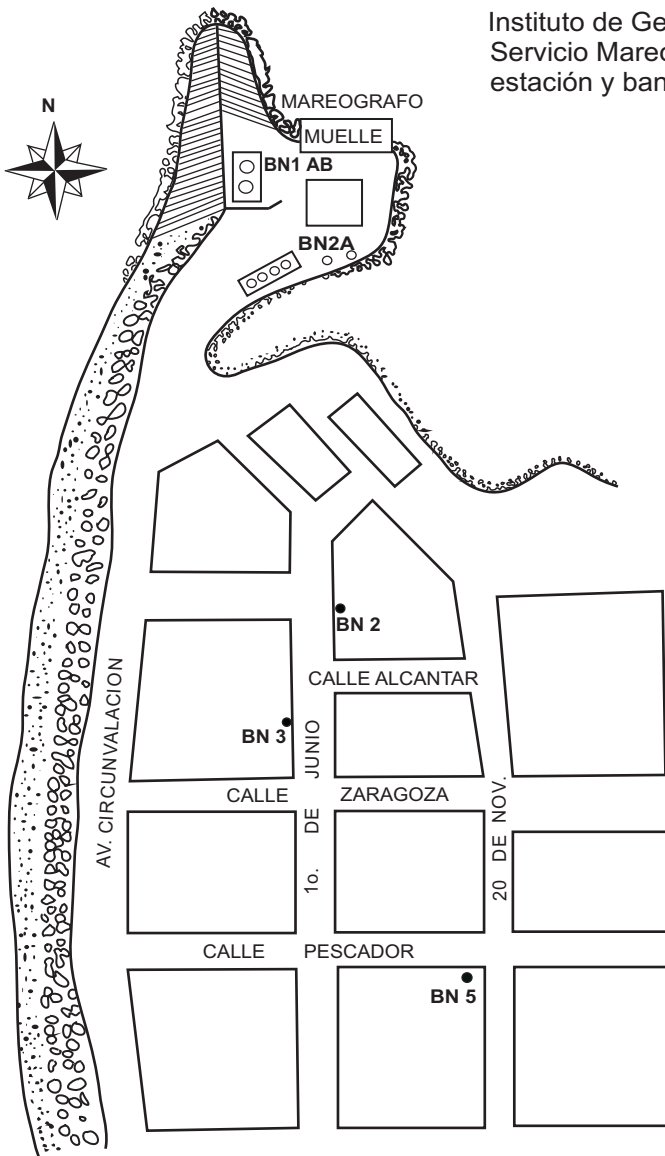 Instituto de Ge
Servicio Mareo
estación y ban
N
MAREOGRAFO
MUELLE
BN1 AB
BN2A
BN 2
CALLE ALCANTAR
BN 3
AV. CIRCUNVALACION
1o. DE JUNIO
CALLE ZARAGOZA
20 DE NOV.
CALLE PESCADOR
BN 5